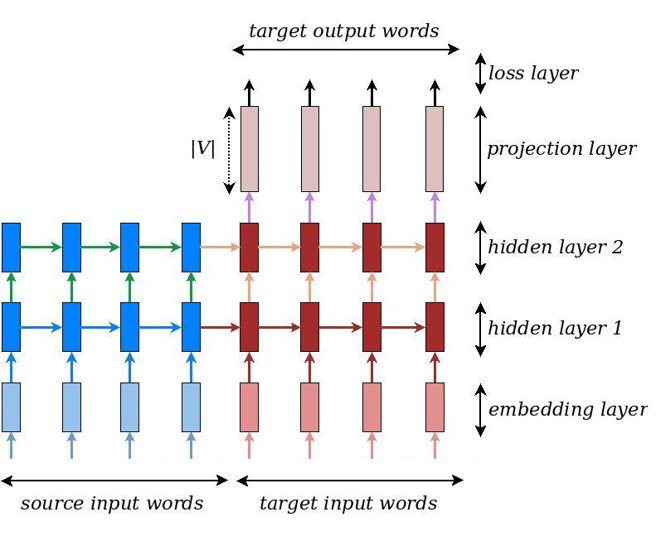 target output words
loss layer
|V|
projection layer
hidden layer 2
hidden layer 1
embedding layer
source input words
target input words